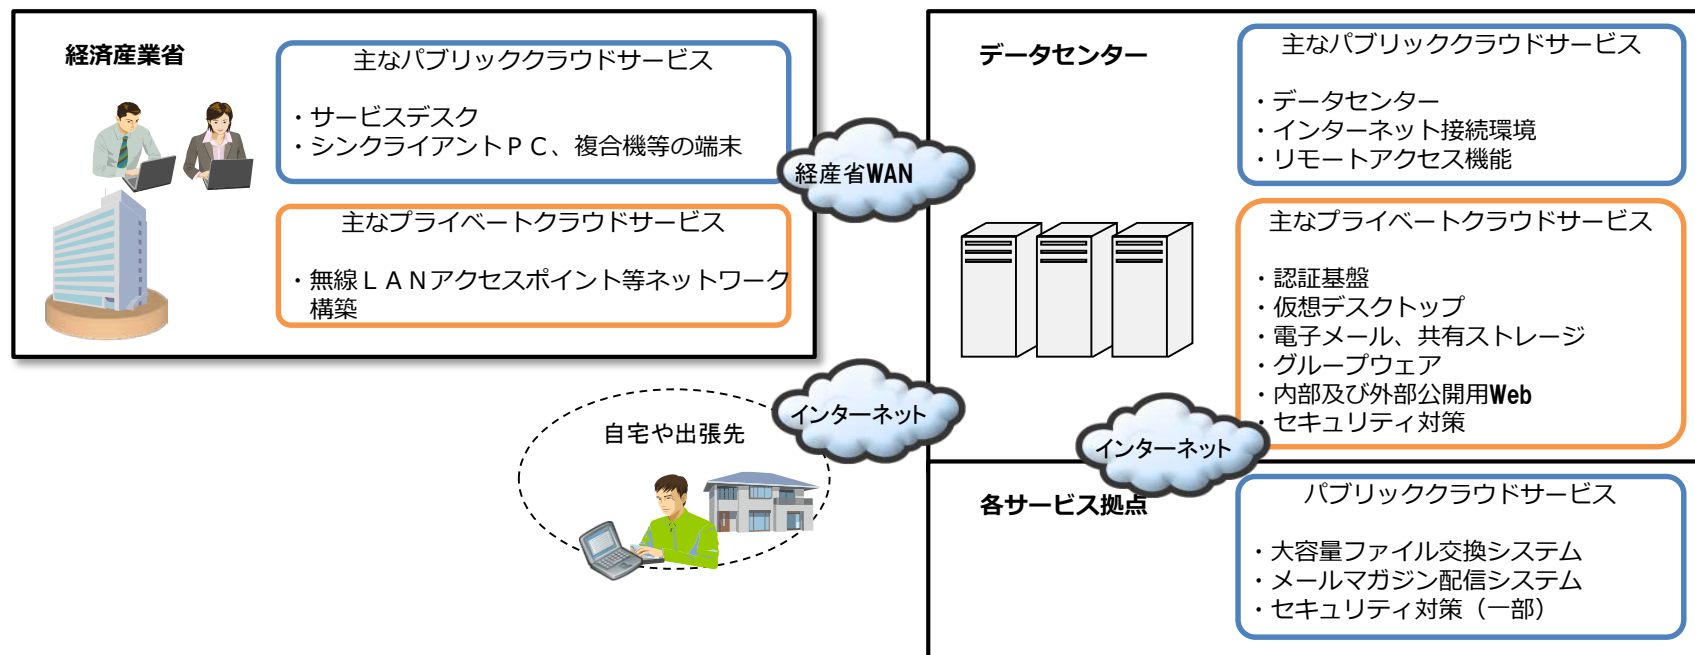 経済産業省
主なパブリッククラウドサービス
・サービスデスク
・シンクライアントＰＣ、複合機等の端末
主なプライベートクラウドサービス
・無線ＬＡＮアクセスポイント等ネットワーク
構築
経産省WAN
データセンター
主なパブリッククラウドサービス
・データセンター
・インターネット接続環境
・リモートアクセス機能
主なプライベートクラウドサービス
・認証基盤
・仮想デスクトップ
・電子メール、共有ストレージ
・グループウェア
・内部及び外部公開用Web
・セキュリティ対策
インターネット
自宅や出張先
インターネット
各サービス拠点
パブリッククラウドサービス
・大容量ファイル交換システム
・メールマガジン配信システム
・セキュリティ対策（一部）